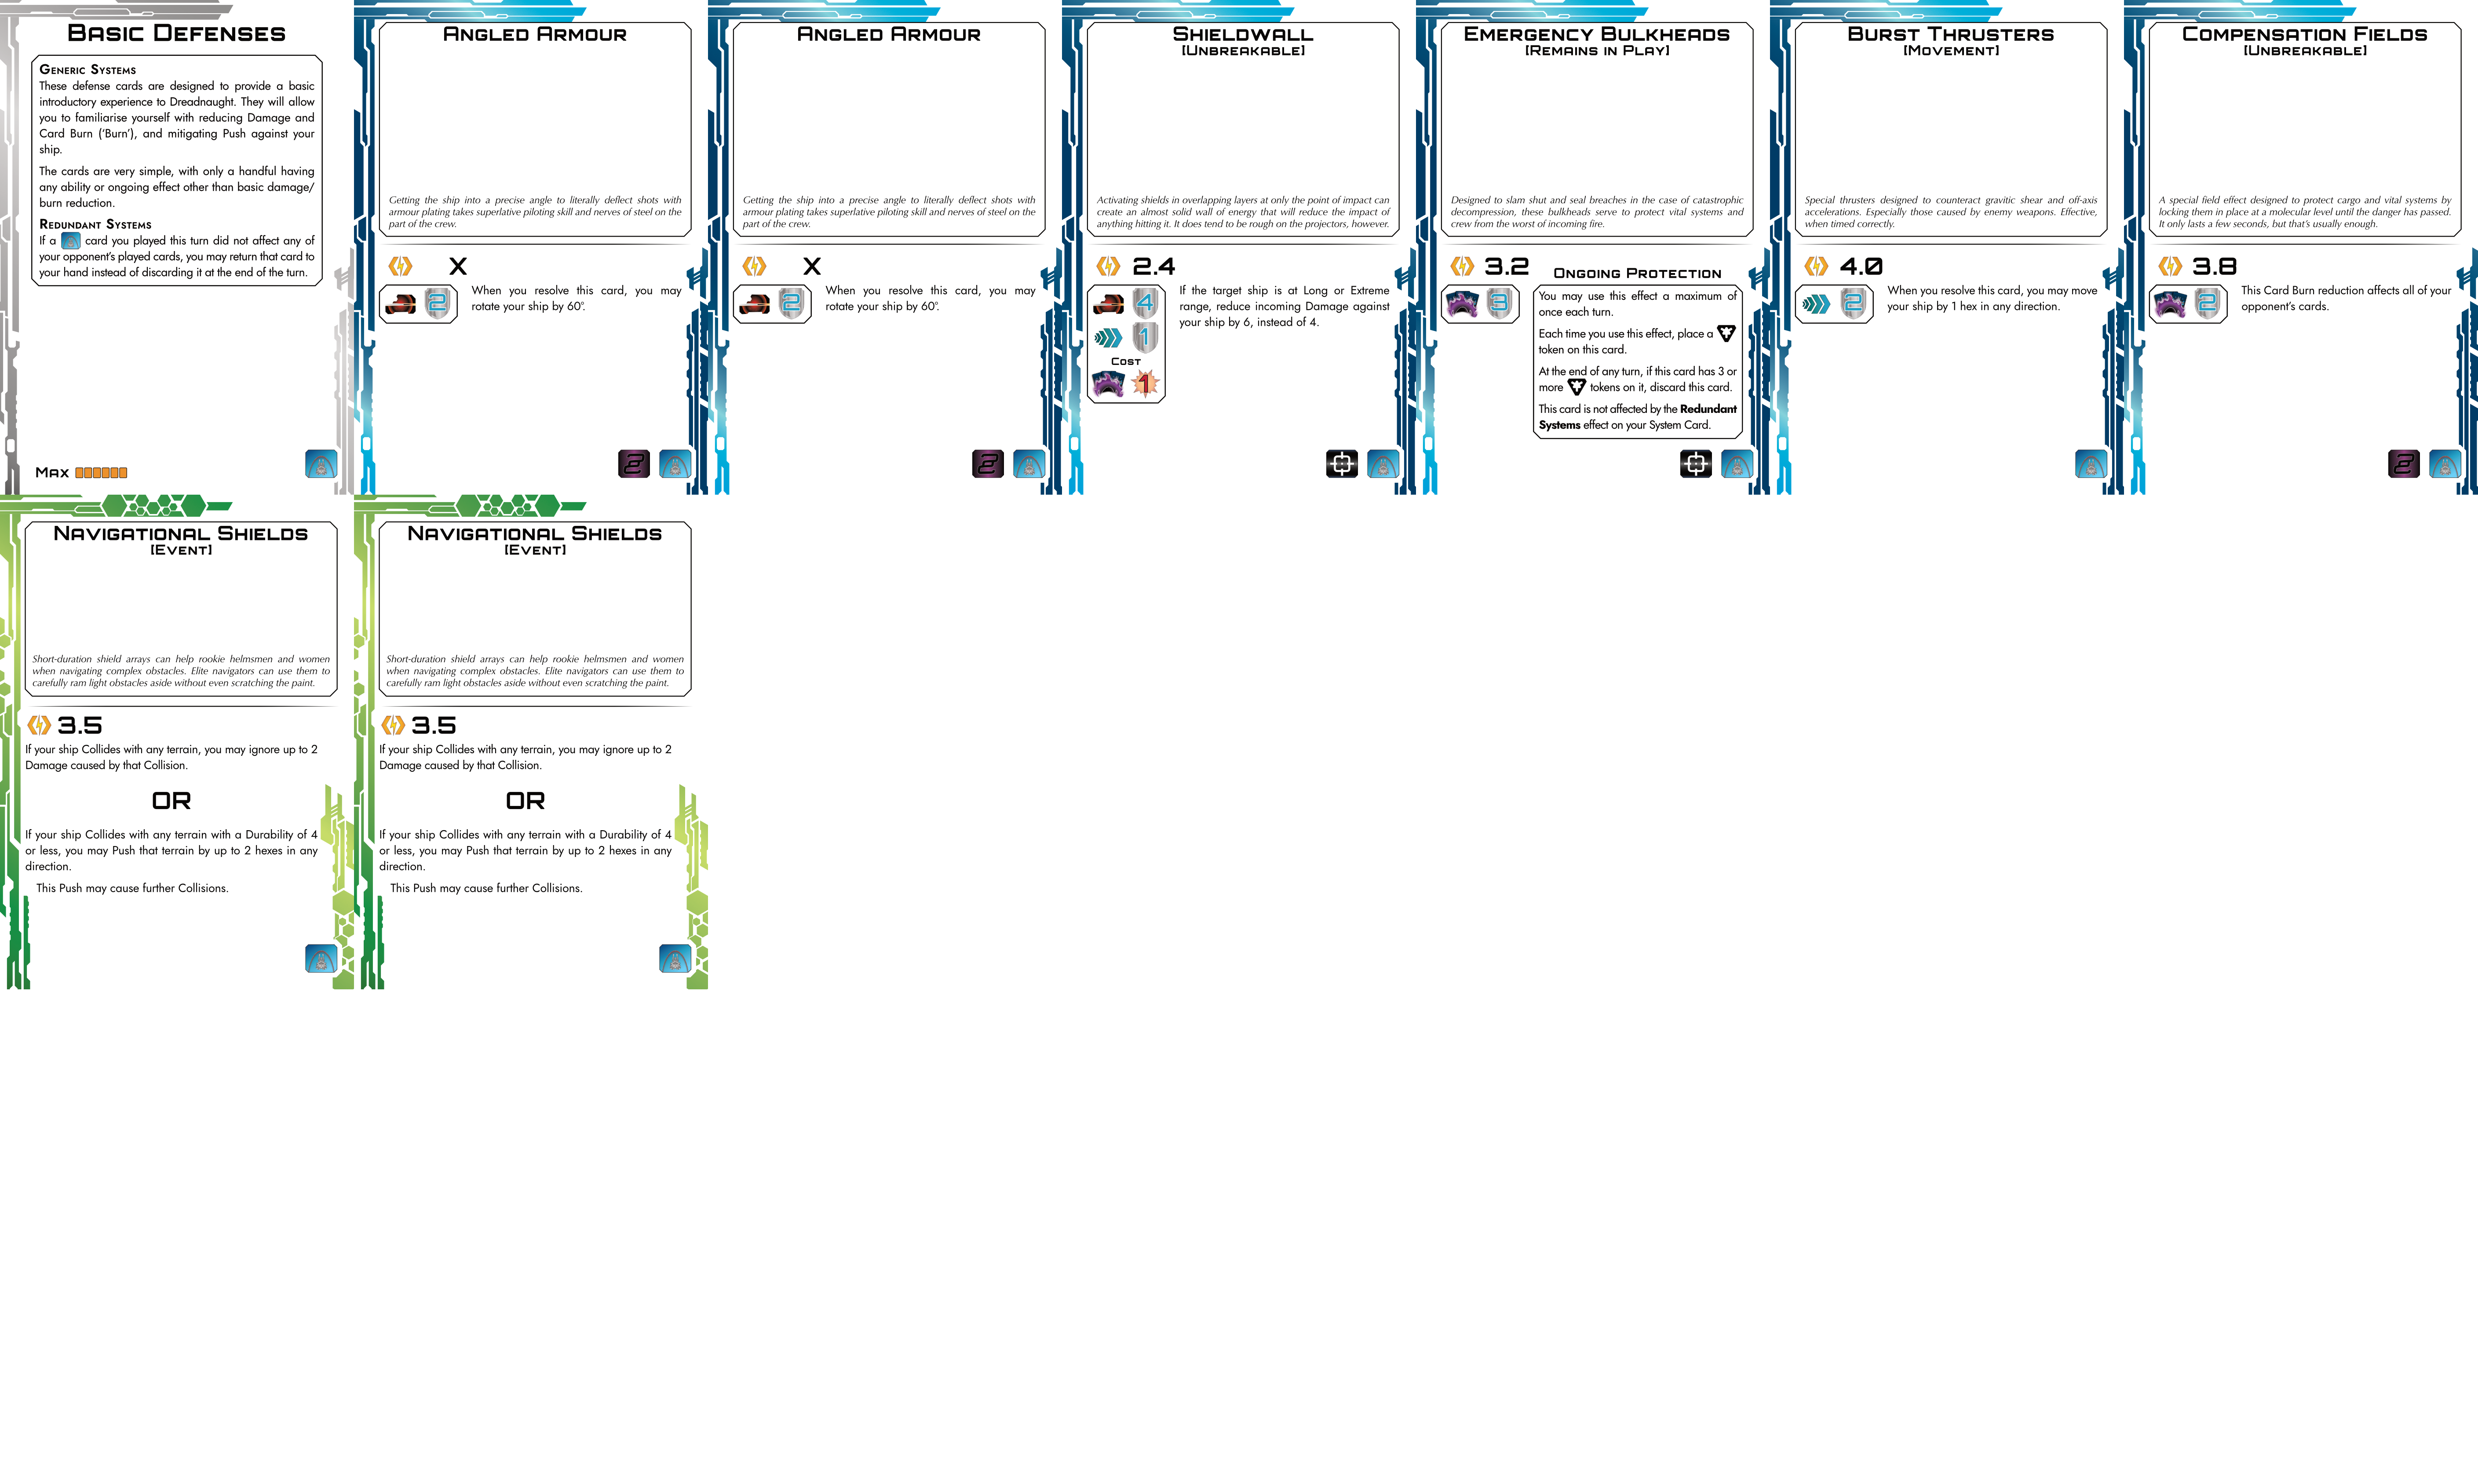 Basic Defenses
Generic Systems
These defense cards are designed to provide a basic
introductory experience to Dreadnaught. They will allow
you to familiarise yourself with reducing Damage and
Card Burn (‘Burn’), and mitigating Push against your
ship.
The cards are very simple, with only a handful having
any ability or ongoing effect other than basic damage/
burn reduction.
Redundant Systems
If a card you played this turn did not affect any of
your opponent’s played cards, you may return that card to
your hand instead of discarding it at the end of the turn.
Max
Angled Armour
Getting the ship into a precise angle to literally deflect shots with
armour plating takes superlative piloting skill and nerves of steel on the
part of the crew.
X
2
When you resolve this card, you may
rotate your ship by 60°.
2
Angled Armour
Getting the ship into a precise angle to literally deflect shots with
armour plating takes superlative piloting skill and nerves of steel on the
part of the crew.
X
2
When you resolve this card, you may
rotate your ship by 60°.
2
Shieldwall
[Unbreakable]
Activating shields in overlapping layers at only the point of impact can
create an almost solid wall of energy that will reduce the impact of
anything hitting it. It does tend to be rough on the projectors, however.
2.4
4
1
Cost
1
If the target ship is at Long or Extreme
range, reduce incoming Damage against
your ship by 6, instead of 4.
Emergency Bulkheads
[Remains in Play]
Designed to slam shut and seal breaches in the case of catastrophic
decompression, these bulkheads serve to protect vital systems and
crew from the worst of incoming fire.
3.2
3
Ongoing Protection
You may use this effect a maximum of
once each turn.
Each time you use this effect, place a
token on this card.
At the end of any turn, if this card has 3 or
more tokens on it, discard this card.
This card is not affected by the Redundant
Systems effect on your System Card.
Burst Thrusters
[Movement]
Special thrusters designed to counteract gravitic shear and off-axis
accelerations. Especially those caused by enemy weapons. Effective,
when timed correctly.
4.0
2
When you resolve this card, you may move
your ship by 1 hex in any direction.
Compensation Fields
[Unbreakable]
A special field effect designed to protect cargo and vital systems by
locking them in place at a molecular level until the danger has passed.
It only lasts a few seconds, but that’s usually enough.
3.8
2
This Card Burn reduction affects all of your
opponent’s cards.
2
Navigational Shields
[Event]
Short-duration shield arrays can help rookie helmsmen and women
when navigating complex obstacles. Elite navigators can use them to
carefully ram light obstacles aside without even scratching the paint.
3.5
If your ship Collides with any terrain, you may ignore up to 2
Damage caused by that Collision.
OR
If your ship Collides with any terrain with a Durability of 4
or less, you may Push that terrain by up to 2 hexes in any
direction.
This Push may cause further Collisions.
Navigational Shields
[Event]
Short-duration shield arrays can help rookie helmsmen and women
when navigating complex obstacles. Elite navigators can use them to
carefully ram light obstacles aside without even scratching the paint.
3.5
If your ship Collides with any terrain, you may ignore up to 2
Damage caused by that Collision.
OR
If your ship Collides with any terrain with a Durability of 4
or less, you may Push that terrain by up to 2 hexes in any
direction.
This Push may cause further Collisions.